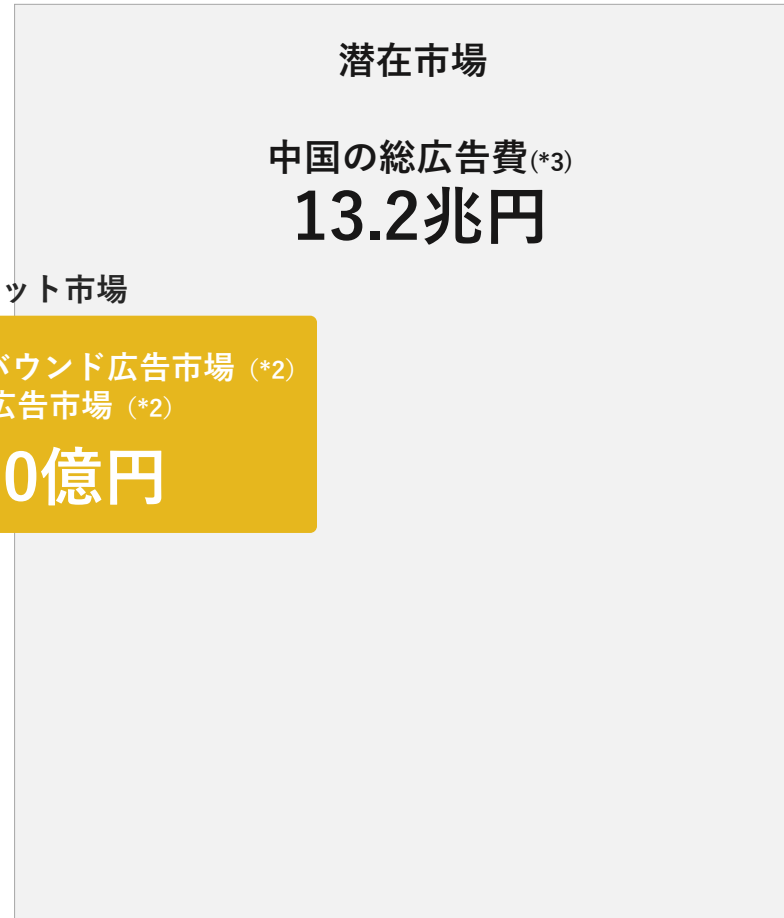 潜在市場
中国の総広告費(*3)
13.2兆円
ット市場
バウンド広告市場（*2）
広告市場（*2）
0億円